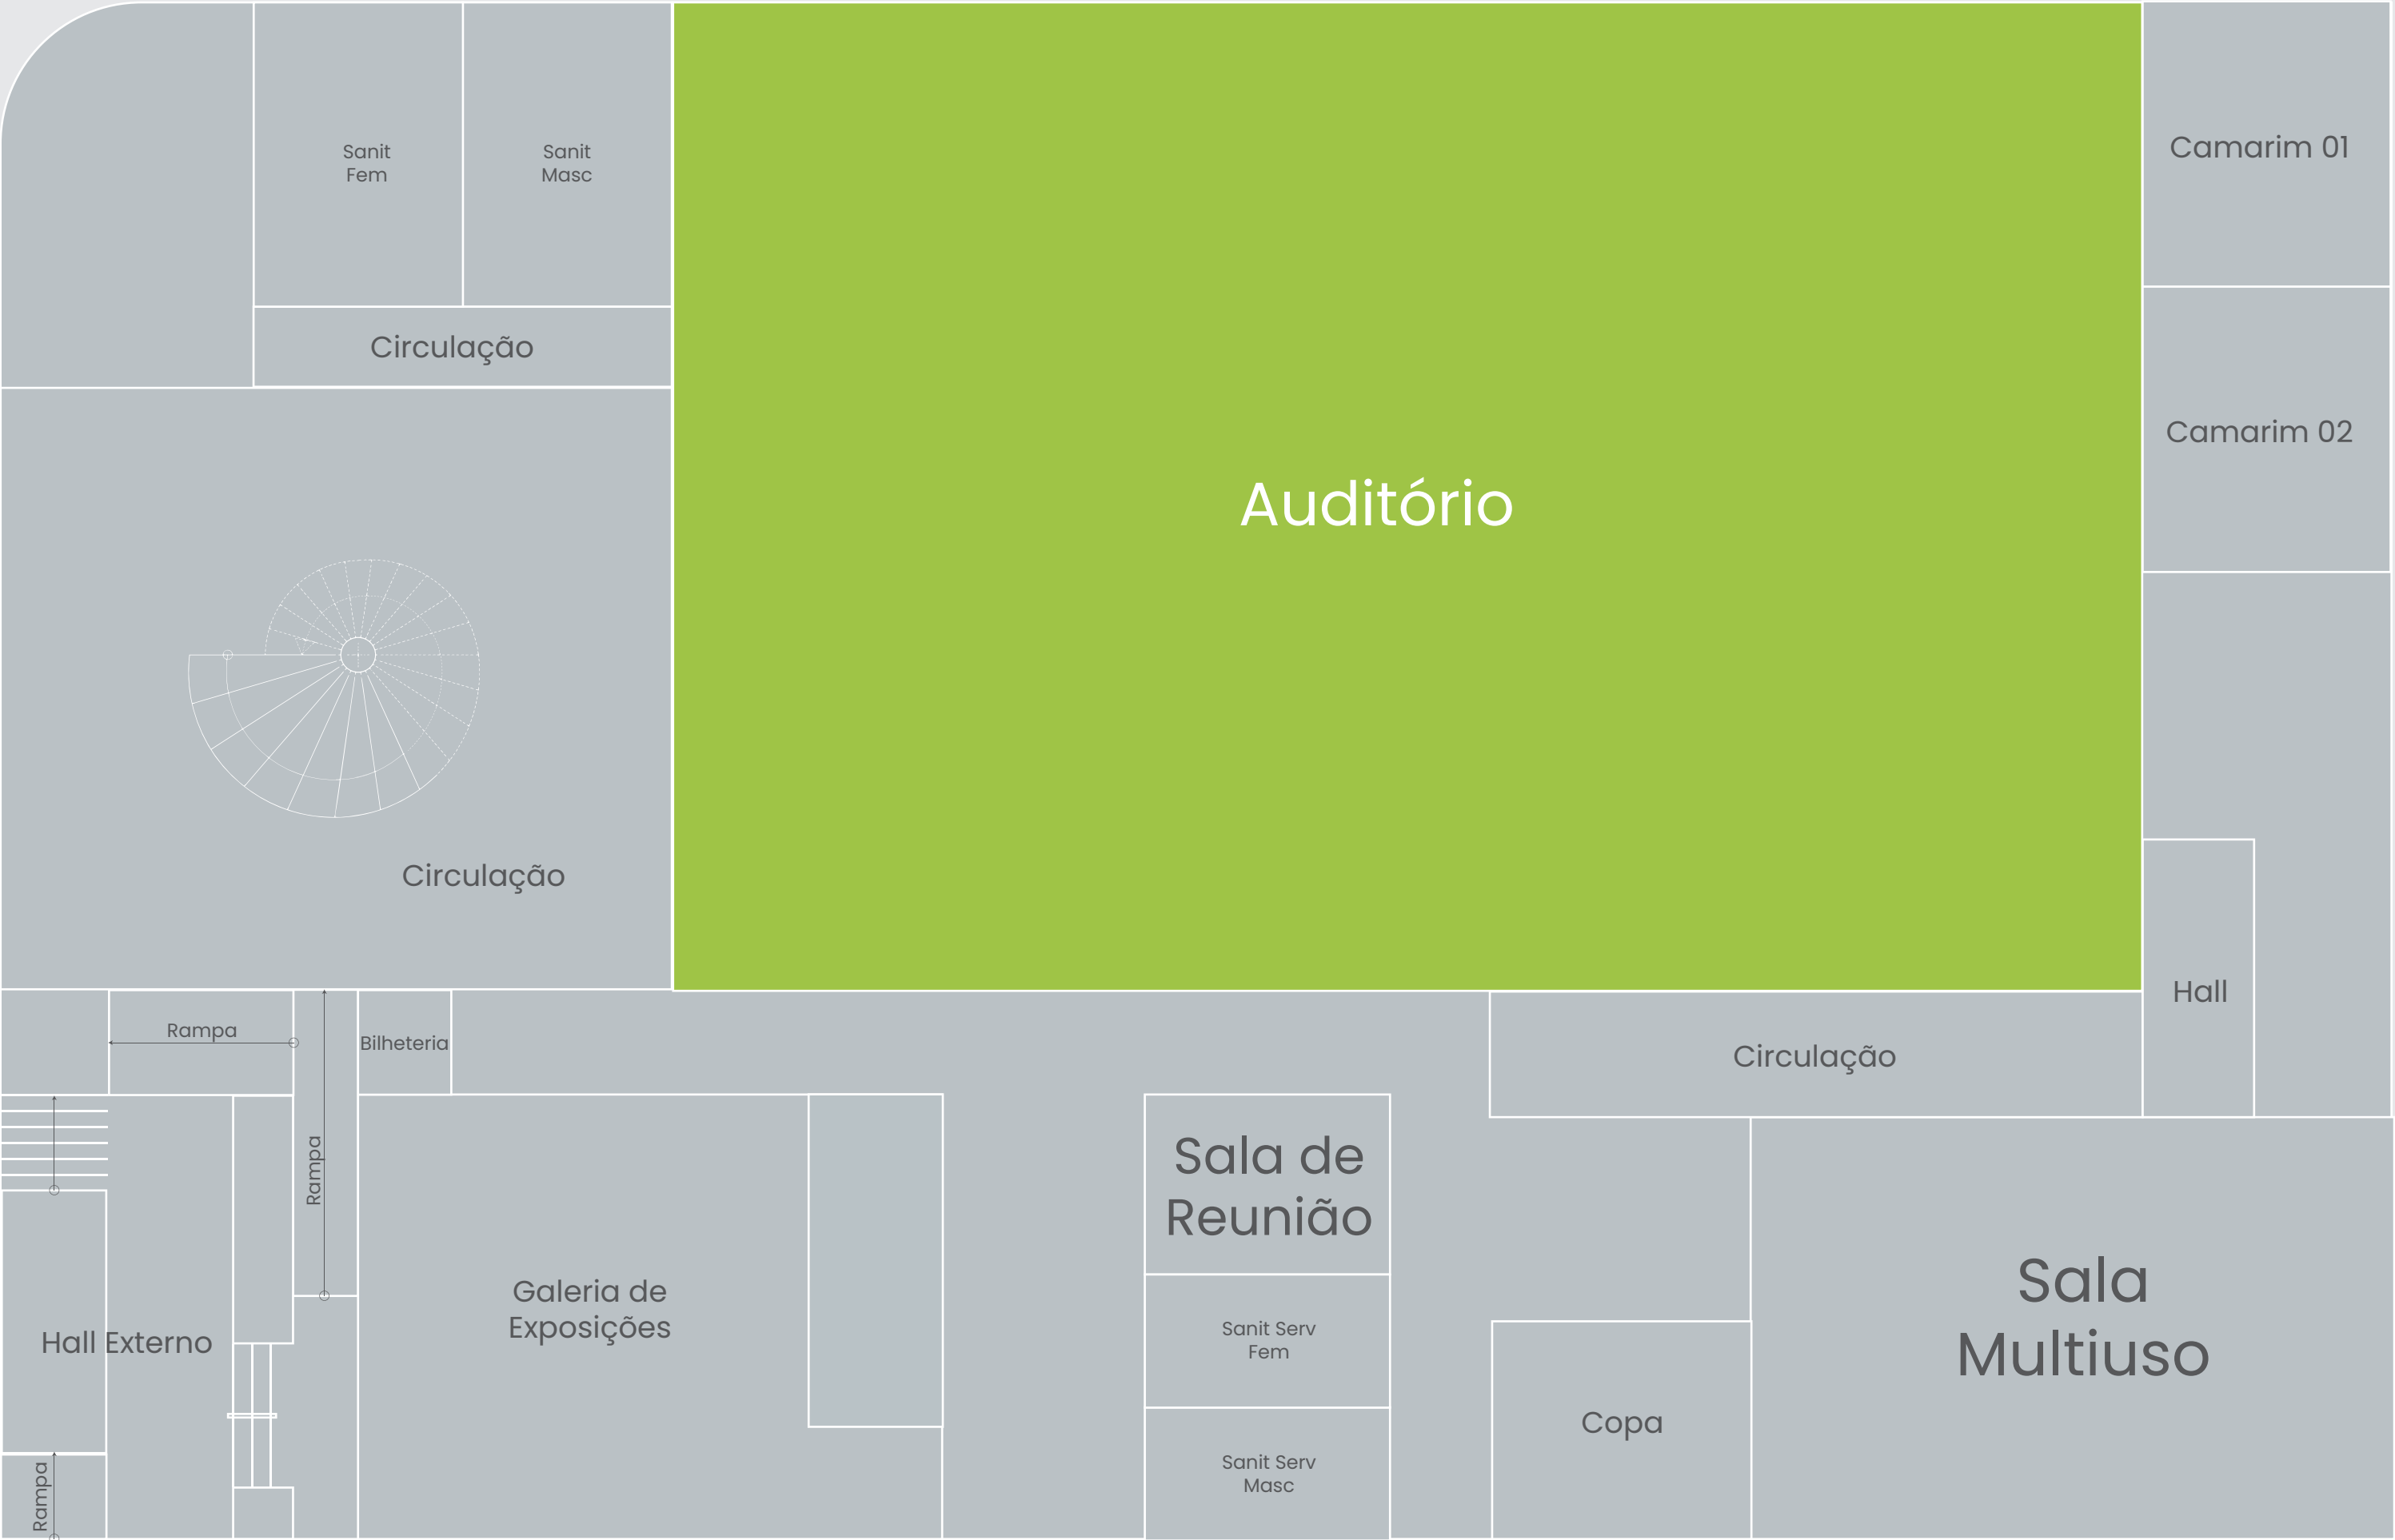 Sanit
Fem
Sanit
Masc
Camarim 01
Circulação
Camarim 02
Auditório
Circulação
Hall
Rampa
Bilheteria
Circulação
Rampa
Sala de
Reunião
Galeria de
Exposições
Hall Externo
Sanit Serv
Fem
Sala
Multiuso
Copa
Sanit Serv
Masc
Rampa